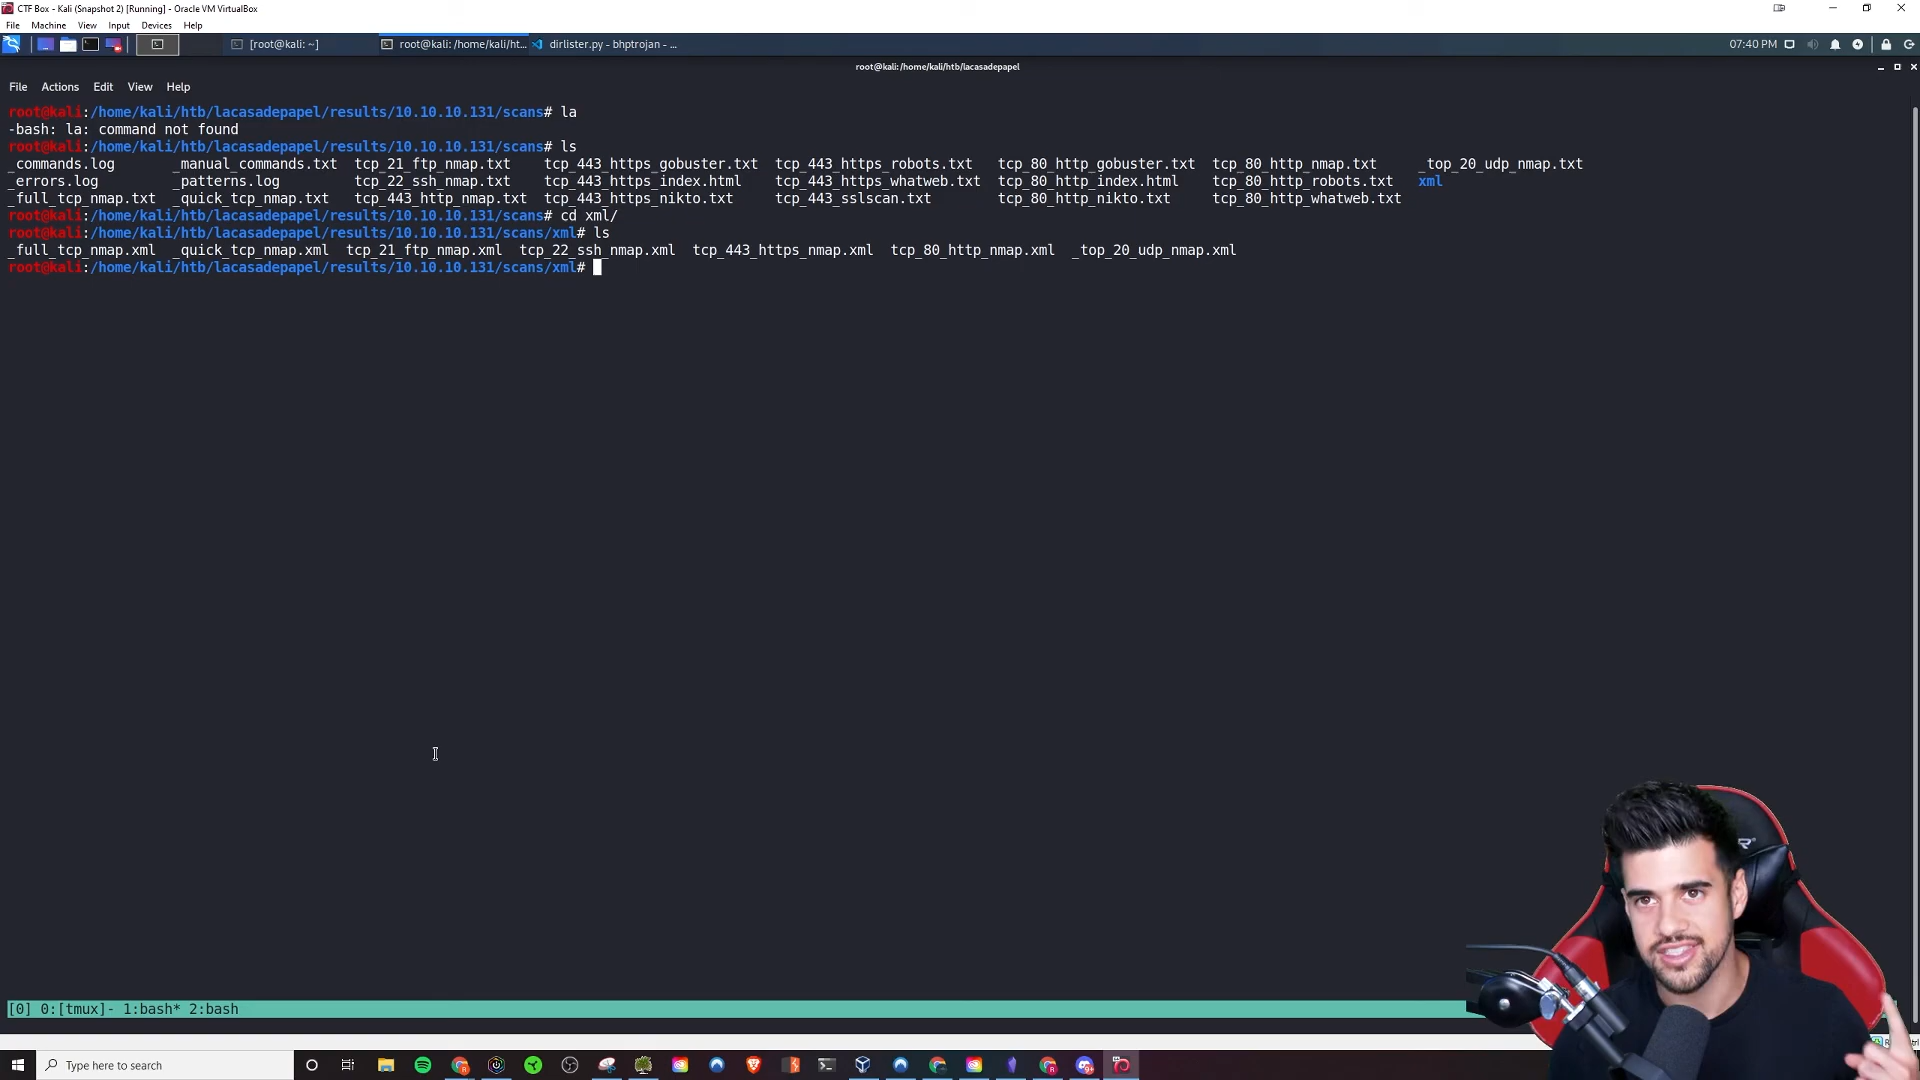 CTF Box - Kali (Snapshot 2) [Running] - Oracle VM VirtualBox
File Machine View Input Devices Help
[root@kali: ~] root@kali: /home/kali/ht... dirlister.py - bhptrojan - ... 07:40 PM
root@kali: /home/kali/htb/lacasadepapel
File Actions Edit View Help
root@kali:/home/kali/htb/lacasadepapel/results/10.10.10.131/scans# la
-bash: la: command not found
root@kali:/home/kali/htb/lacasadepapel/results/10.10.10.131/scans# ls
_commands.log _manual_commands.txt tcp_21_ftp_nmap.txt tcp_443_https_gobuster.txt tcp_443_https_robots.txt tcp_80_http_gobuster.txt tcp_80_http_nmap.txt _top_20_udp_nmap.txt
_errors.log _patterns.log tcp_22_ssh_nmap.txt tcp_443_https_index.html tcp_443_https_whatweb.txt tcp_80_http_index.html tcp_80_http_robots.txt xml
_full_tcp_nmap.txt _quick_tcp_nmap.txt tcp_443_http_nmap.txt tcp_443_https_nikto.txt tcp_443_sslscan.txt tcp_80_http_nikto.txt tcp_80_http_whatweb.txt
root@kali:/home/kali/htb/lacasadepapel/results/10.10.10.131/scans# cd xml/
root@kali:/home/kali/htb/lacasadepapel/results/10.10.10.131/scans/xml# ls
_full_tcp_nmap.xml _quick_tcp_nmap.xml tcp_21_ftp_nmap.xml tcp_22_ssh_nmap.xml tcp_443_https_nmap.xml tcp_80_http_nmap.xml _top_20_udp_nmap.xml
root@kali:/home/kali/htb/lacasadepapel/results/10.10.10.131/scans/xml#
[0] 0:[tmux]- 1:bash* 2:bash
Type here to search